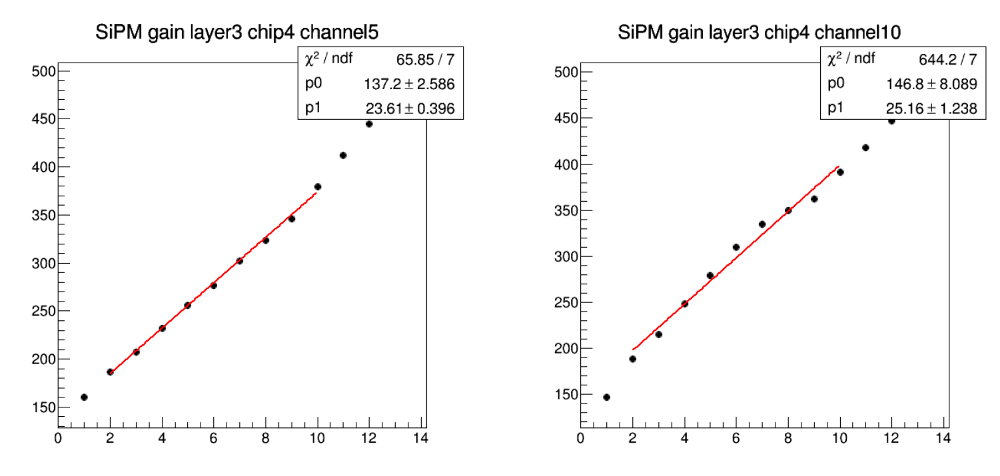 SiPM gain layer3 chip4 channel5
χ² / ndf 65.85 / 7
p0 137.2 ± 2.586
p1 23.61 ± 0.396
500
450
400
350
300
250
200
150
0 2 4 6 8 10 12 14
SiPM gain layer3 chip4 channel10
χ² / ndf 644.2 / 7
p0 146.8 ± 8.089
p1 25.16 ± 1.238
500
450
400
350
300
250
200
150
0 2 4 6 8 10 12 14